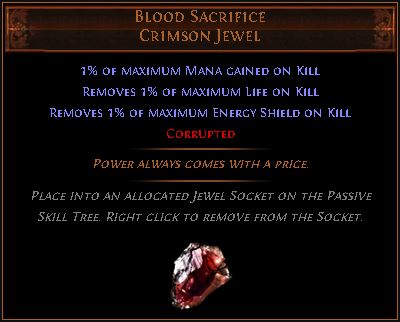 Blood Sacrifice
Crimson Jewel
1% of maximum Mana gained on Kill
Removes 1% of maximum Life on Kill
Removes 1% of maximum Energy Shield on Kill
Corrupted
Power always comes with a price.
Place into an allocated Jewel Socket on the Passive
Skill Tree. Right click to remove from the Socket.